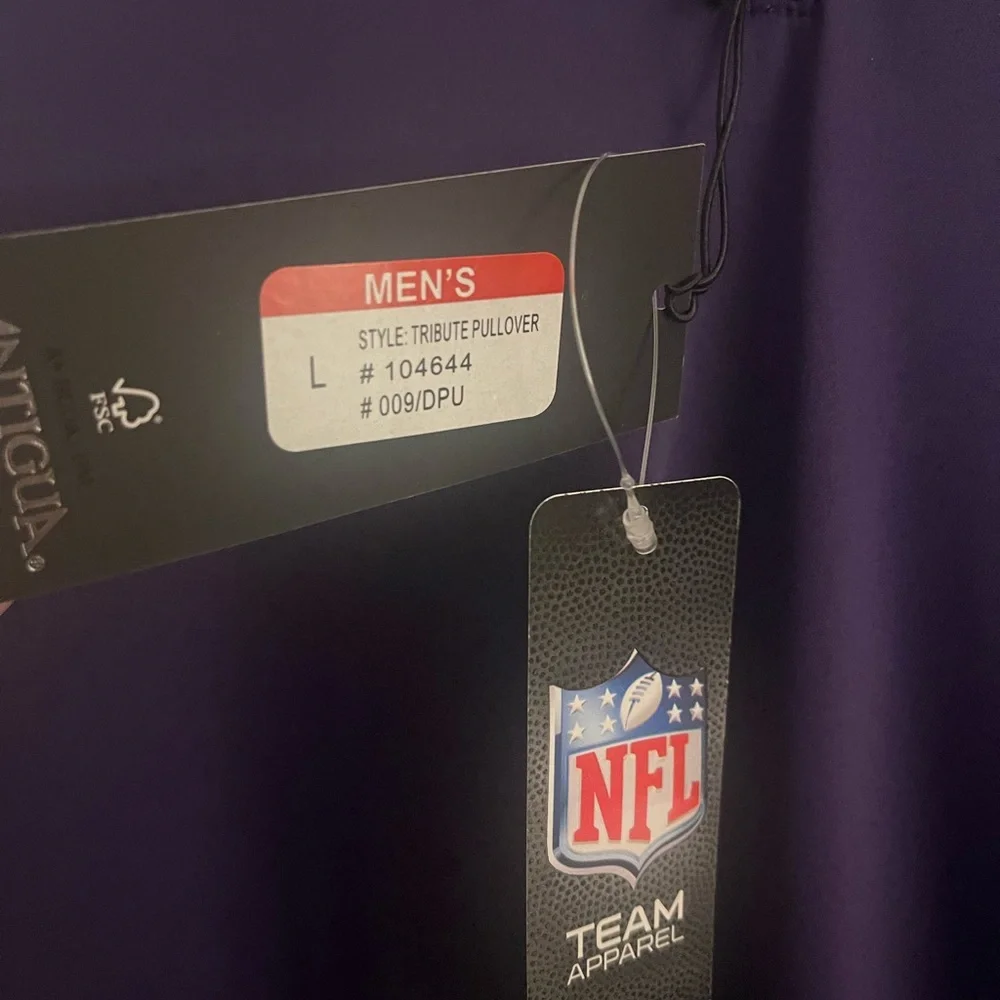 MEN'S
STYLE: TRIBUTE PULLOVER
L # 104644
# 009/DPU
FSC®
ANTIGUA®
NFL
TEAM
APPAREL